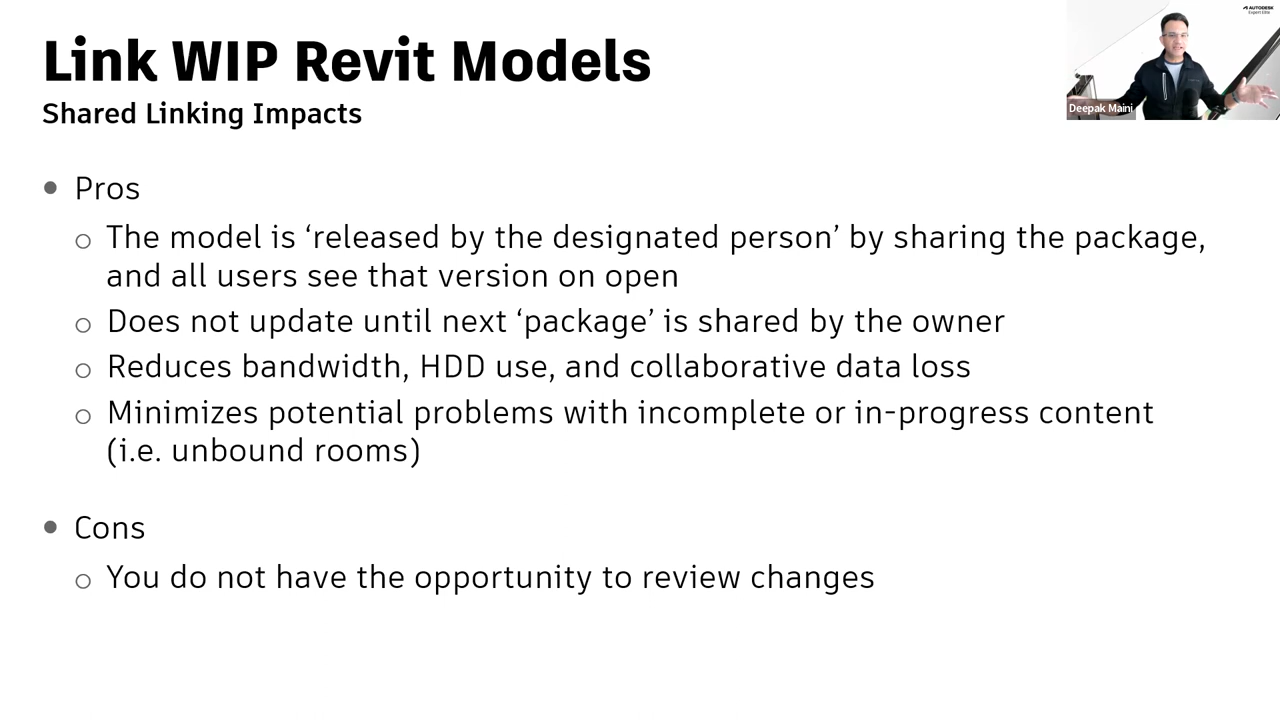 Link WIP Revit Models
Shared Linking Impacts
AUTODESK
Expert Elite
Deepak Maini
• Pros
○ The model is ‘released by the designated person’ by sharing the package,
and all users see that version on open
○ Does not update until next ‘package’ is shared by the owner
○ Reduces bandwidth, HDD use, and collaborative data loss
○ Minimizes potential problems with incomplete or in-progress content
(i.e. unbound rooms)
• Cons
○ You do not have the opportunity to review changes